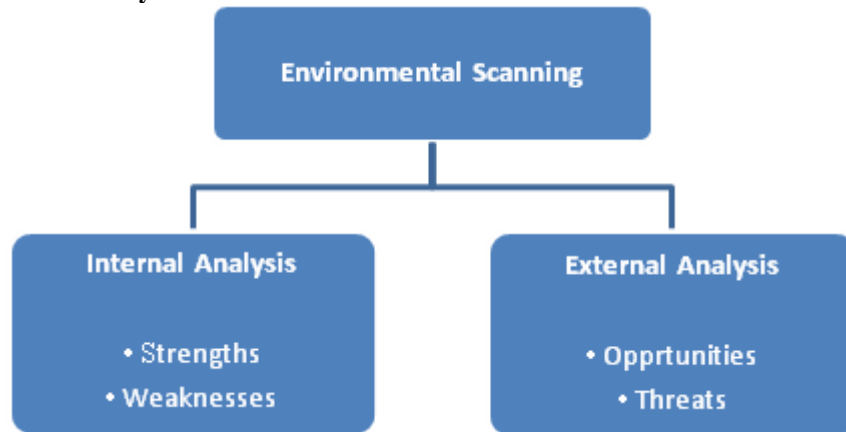 Environmental Scanning
Internal Analysis
• Strengths
• Weaknesses
External Analysis
• Opprtunities
• Threats